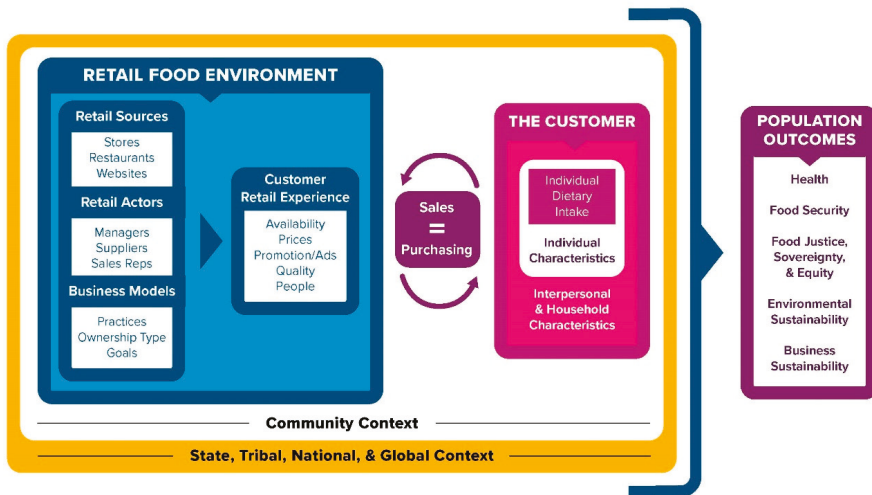 RETAIL FOOD ENVIRONMENT
Retail Sources
Stores
Restaurants
Websites
Retail Actors
Managers
Suppliers
Sales Reps
Business Models
Practices
Ownership Type
Goals
Customer
Retail Experience
Availability
Prices
Promotion/Ads
Quality
People
Sales
=
Purchasing
THE CUSTOMER
Individual
Dietary
Intake
Individual
Characteristics
Interpersonal
& Household
Characteristics
Community Context
State, Tribal, National, & Global Context
POPULATION
OUTCOMES
Health
Food Security
Food Justice,
Sovereignty,
& Equity
Environmental
Sustainability
Business
Sustainability